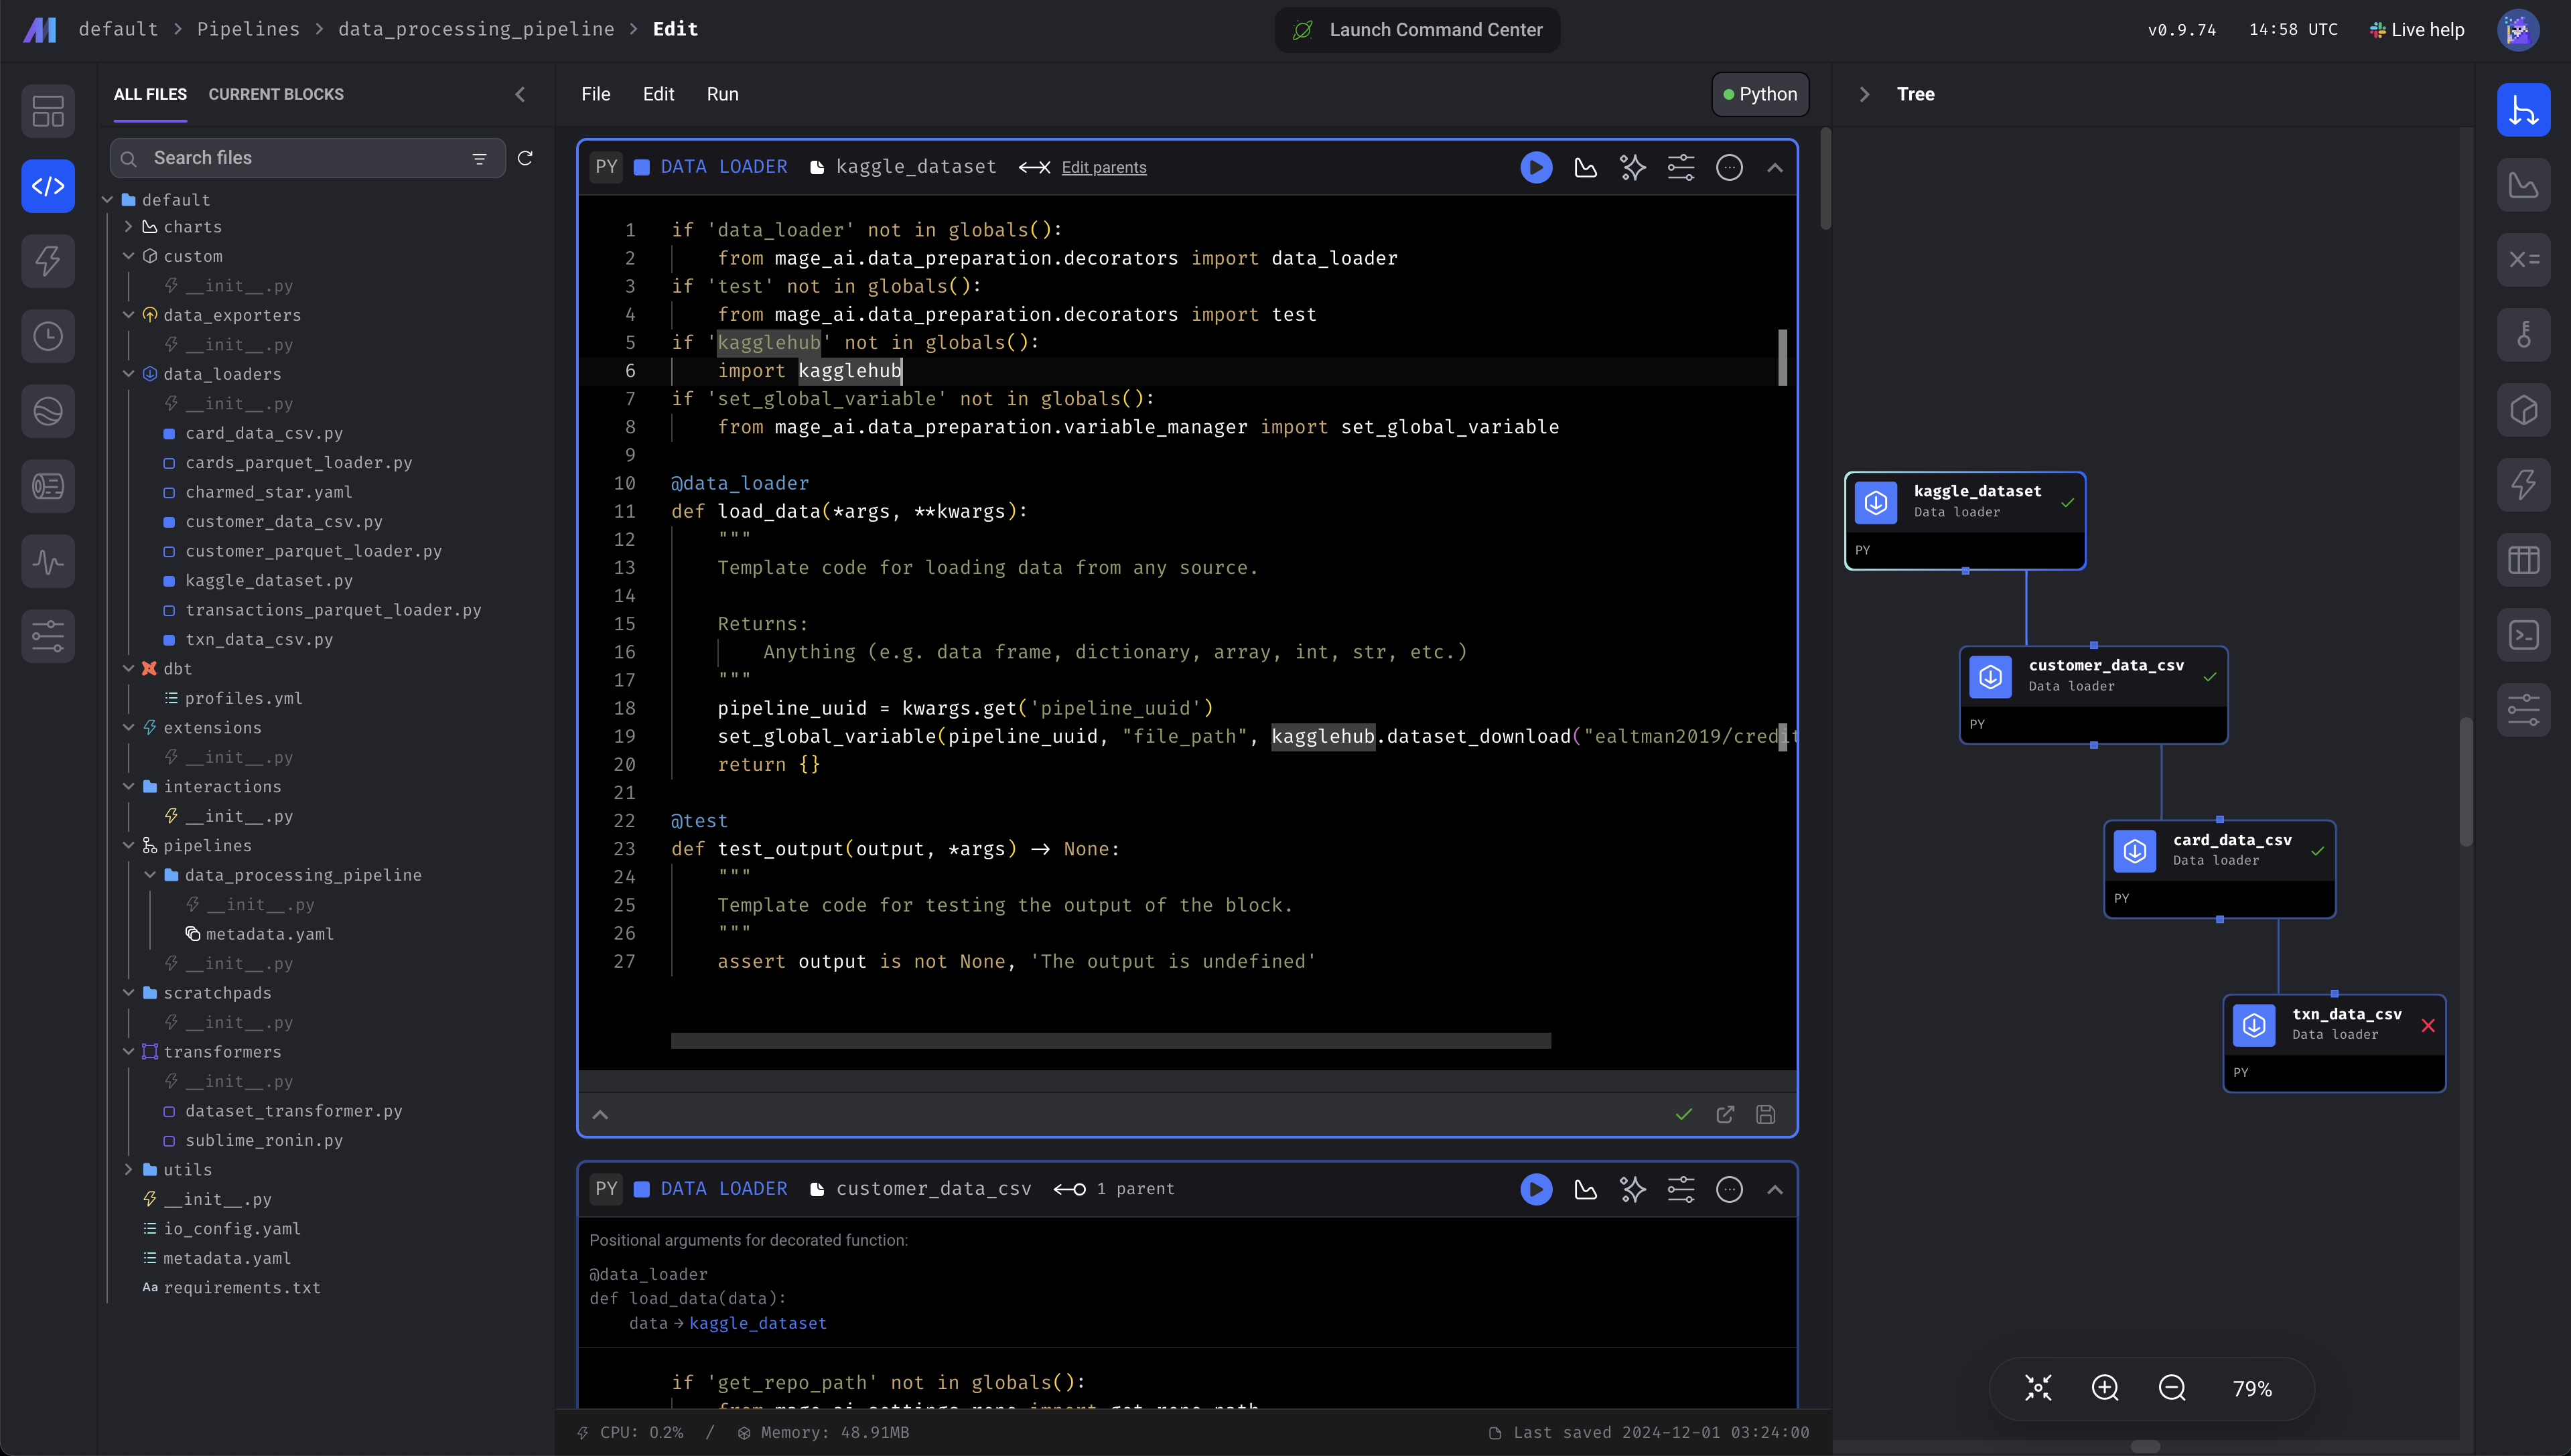 default > Pipelines > data_processing_pipeline > Edit
Launch Command Center
v0.9.74
14:58 UTC
Live help
ALL FILES CURRENT BLOCKS
Search files
default
charts
custom
__init__.py
data_exporters
__init__.py
data_loaders
__init__.py
card_data_csv.py
cards_parquet_loader.py
charmed_star.yaml
customer_data_csv.py
customer_parquet_loader.py
kaggle_dataset.py
transactions_parquet_loader.py
txn_data_csv.py
dbt
profiles.yml
extensions
__init__.py
interactions
__init__.py
pipelines
data_processing_pipeline
__init__.py
metadata.yaml
__init__.py
scratchpads
__init__.py
transformers
__init__.py
dataset_transformer.py
sublime_ronin.py
utils
__init__.py
io_config.yaml
metadata.yaml
Aa requirements.txt
File Edit Run
Python
PY DATA LOADER kaggle_dataset Edit parents
1 if 'data_loader' not in globals():
2 from mage_ai.data_preparation.decorators import data_loader
3 if 'test' not in globals():
4 from mage_ai.data_preparation.decorators import test
5 if 'kagglehub' not in globals():
6 import kagglehub
7 if 'set_global_variable' not in globals():
8 from mage_ai.data_preparation.variable_manager import set_global_variable
9
10 @data_loader
11 def load_data(*args, **kwargs):
12 """
13 Template code for loading data from any source.
14
15 Returns:
16 Anything (e.g. data frame, dictionary, array, int, str, etc.)
17 """
18 pipeline_uuid = kwargs.get('pipeline_uuid')
19 set_global_variable(pipeline_uuid, "file_path", kagglehub.dataset_download("ealtman2019/credit
20 return {}
21
22 @test
23 def test_output(output, *args) -> None:
24 """
25 Template code for testing the output of the block.
26 """
27 assert output is not None, 'The output is undefined'
PY DATA LOADER customer_data_csv 1 parent
Positional arguments for decorated function:
@data_loader
def load_data(data):
data → kaggle_dataset
if 'get_repo_path' not in globals():
from mage_ai.settings.repo import get_repo_path
CPU: 0.2% / Memory: 48.91MB
Last saved 2024-12-01 03:24:00
Tree
kaggle_dataset
Data loader
PY
customer_data_csv
Data loader
PY
card_data_csv
Data loader
PY
txn_data_csv
Data loader
PY
79%